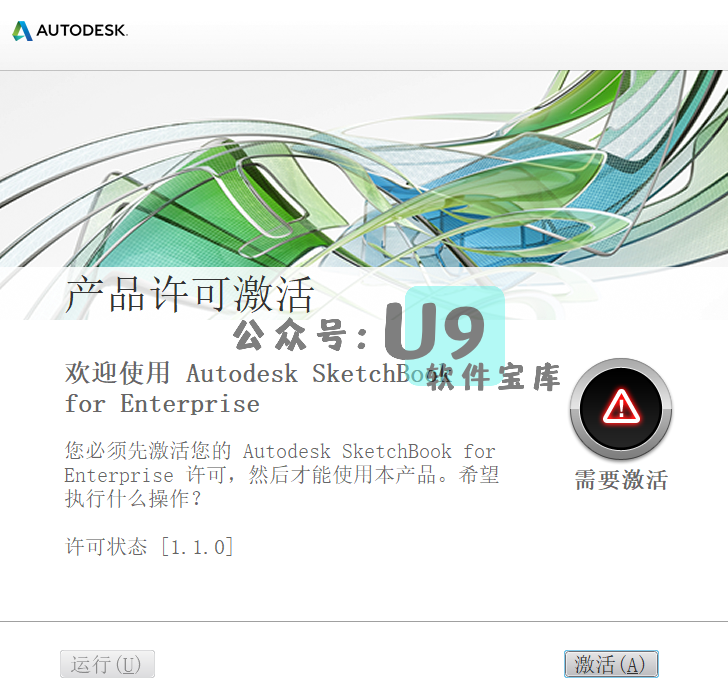 AUTODESK.
产品许可激活
公众号:U9
软件宝库
欢迎使用 Autodesk SketchBook
for Enterprise
您必须先激活您的 Autodesk SketchBook for
Enterprise 许可，然后才能使用本产品。希望
执行什么操作？
需要激活
许可状态 [1.1.0]
运行(U)
激活(A)